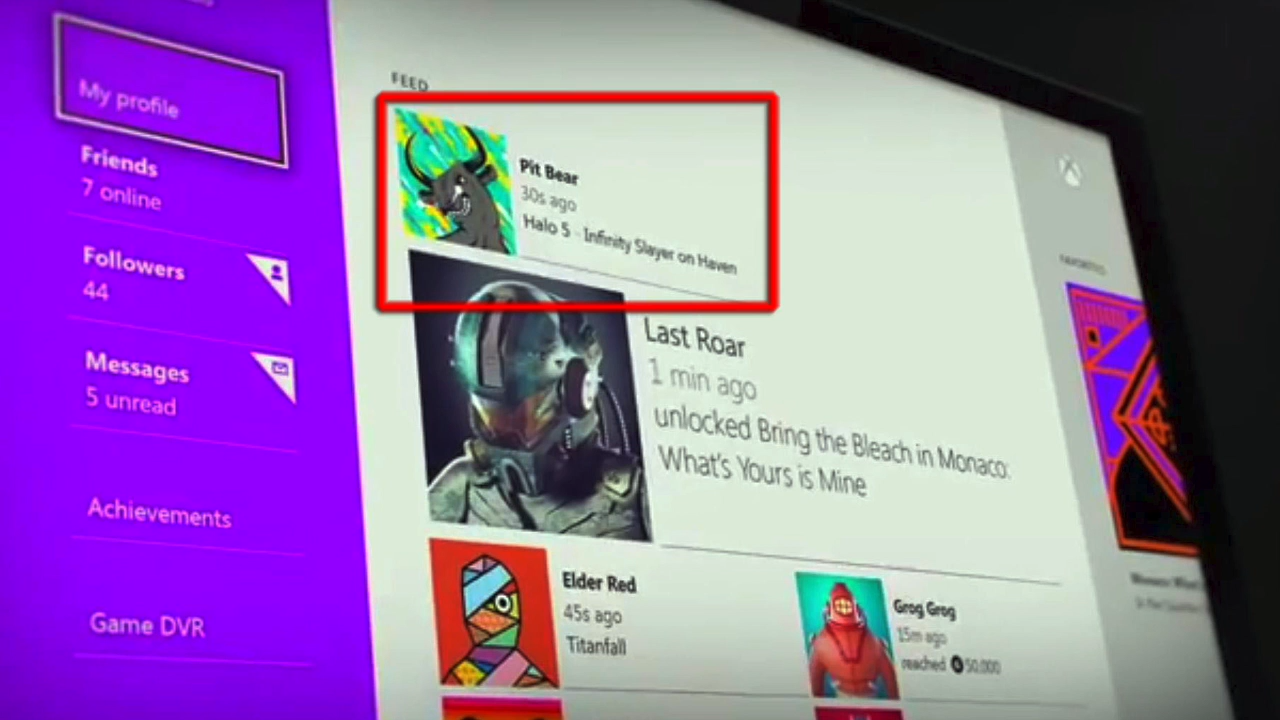 My profile
Friends
7 online
Followers
44
Messages
5 unread
Achievements
Game DVR
FEED
Pit Bear
30s ago
Halo 5 - Infinity Slayer on Haven
Last Roar
1 min ago
unlocked Bring the Bleach in Monaco:
What's Yours is Mine
Elder Red
45s ago
Titanfall
Grog Grog
15m ago
reached 50,000
FAVORITES